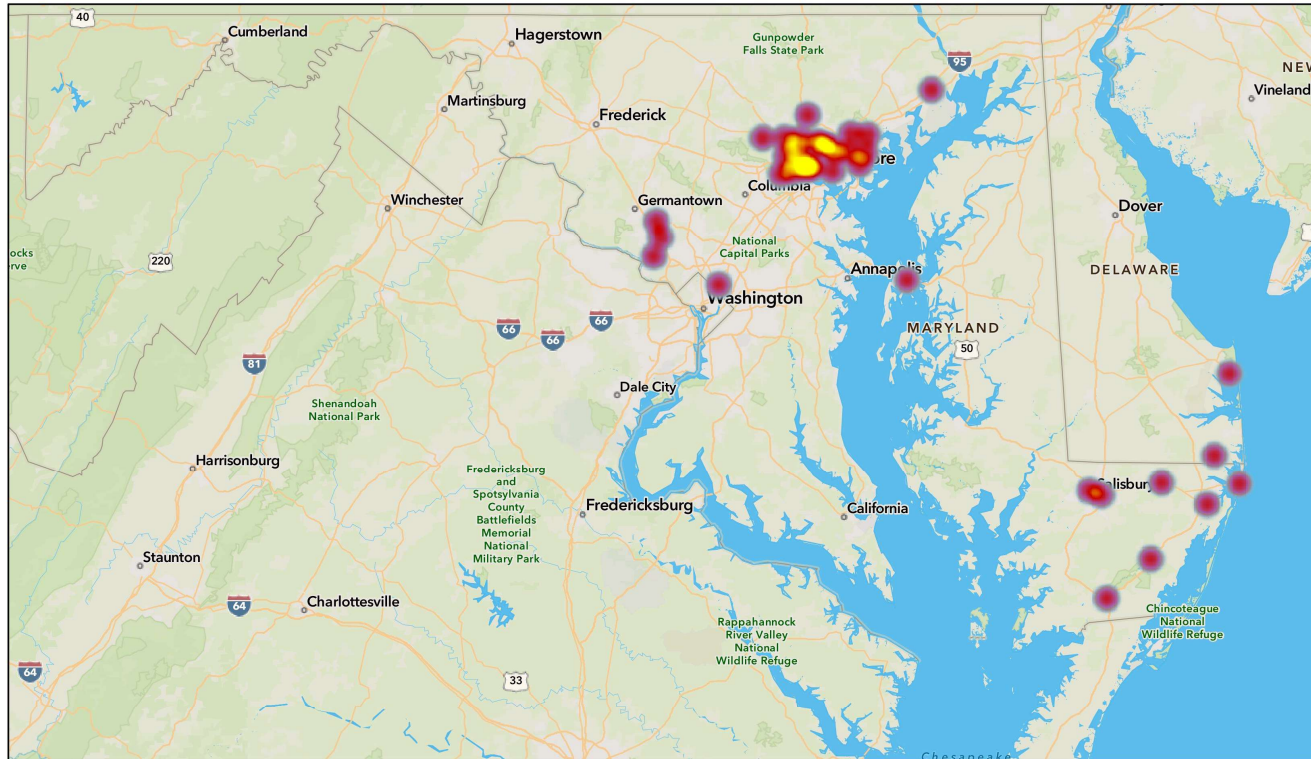 40
Cumberland
Hagerstown
Gunpowder
Falls State Park
95
NEW
Vineland
Martinsburg
Frederick
ore
Columbia
Winchester
Germantown
Dover
National
Capital Parks
ocks
erve
220
Annapolis
DELAWARE
Washington
66
66
66
MARYLAND
50
81
Dale City
Shenandoah
National Park
Harrisonburg
Fredericksburg
and
Spotsylvania
County
Battlefields
Memorial
National
Military Park
Salisbury
Fredericksburg
California
Staunton
64
Charlottesville
Chincoteague
National
Wildlife Refuge
Rappahannock
River Valley
National
Wildlife Refuge
64
33
Chesapeake